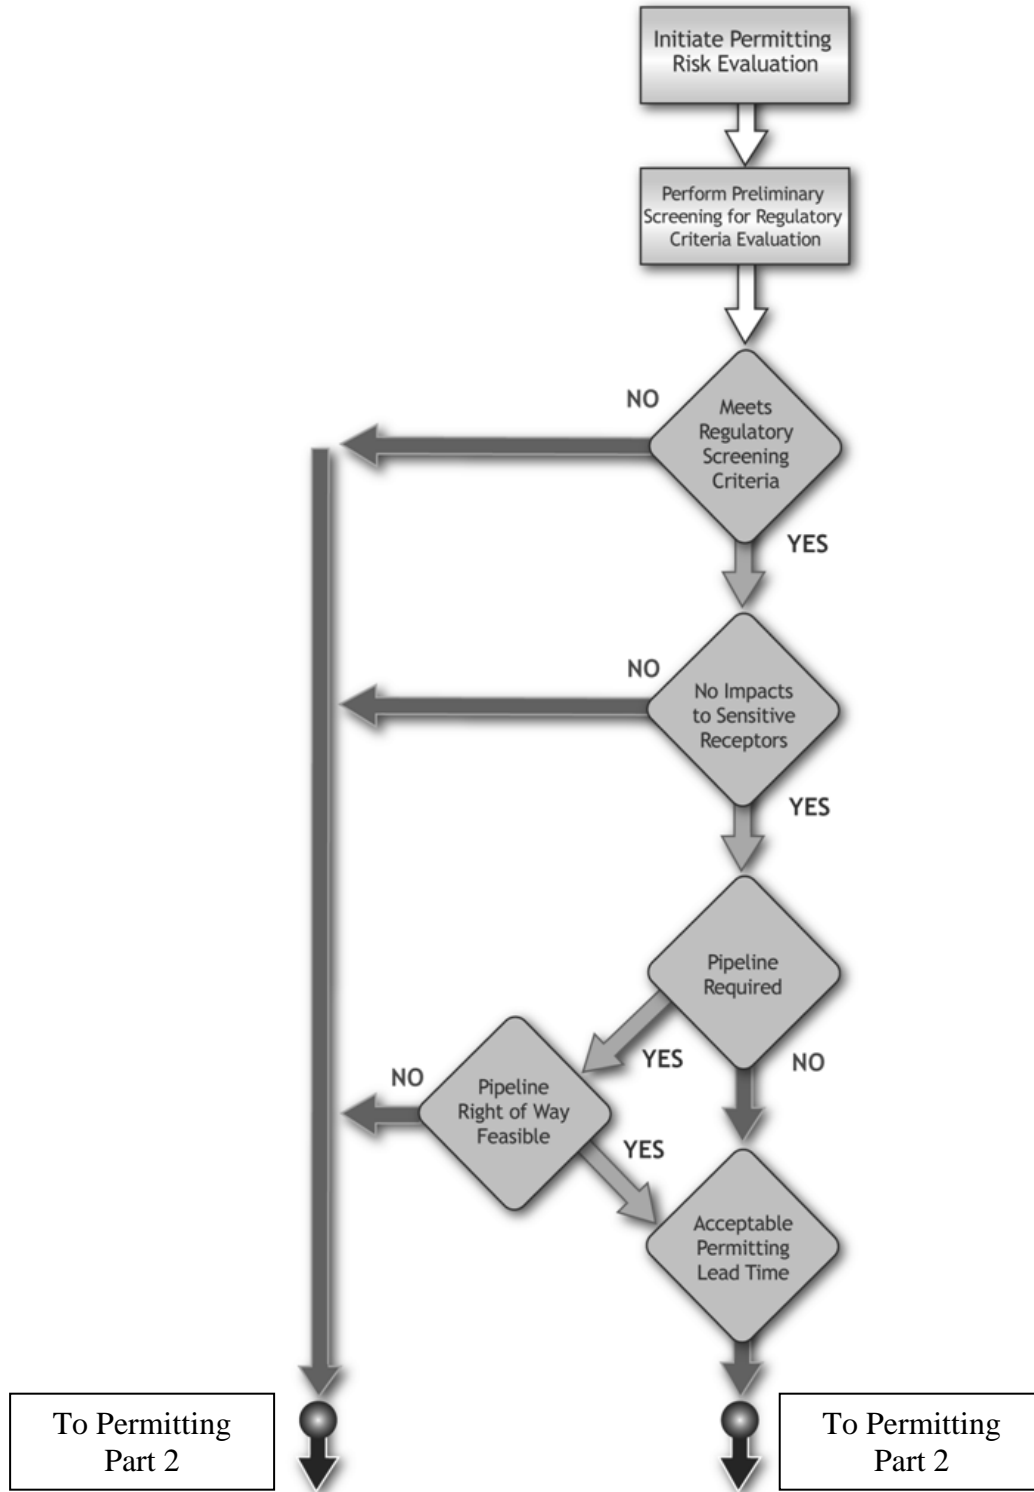 Initiate Permitting
Risk Evaluation
Perform Preliminary
Screening for Regulatory
Criteria Evaluation
NO
Meets
Regulatory
Screening
Criteria
YES
NO
No Impacts
to Sensitive
Receptors
YES
Pipeline
Required
YES
NO
NO
Pipeline
Right of Way
Feasible
YES
Acceptable
Permitting
Lead Time
To Permitting
Part 2
To Permitting
Part 2